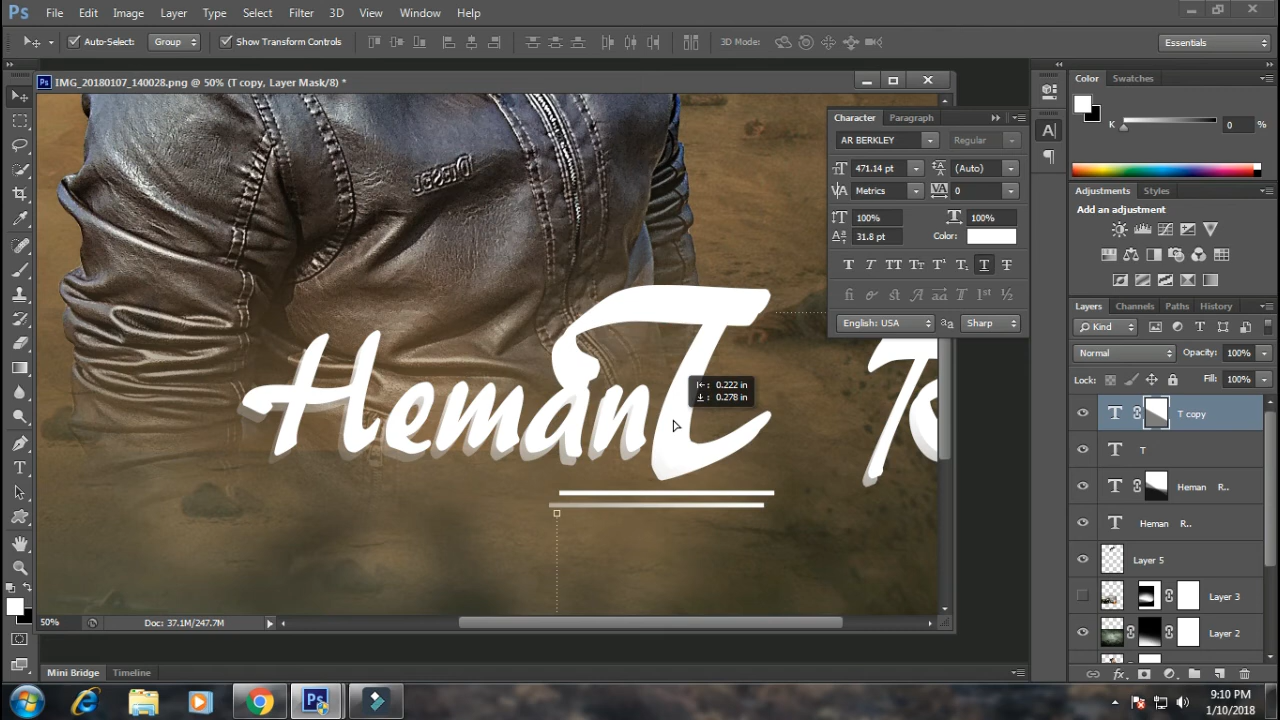 Ps File Edit Image Layer Type Select Filter 3D View Window Help
Auto-Select: Group Show Transform Controls 3D Mode: Essentials
IMG_20180107_140028.png @ 50% (T copy, Layer Mask/8) *
Hemant
50% Doc: 37.1M/247.7M
Mini Bridge Timeline
Character Paragraph
AR BERKLEY Regular
471.14 pt (Auto)
Metrics 0
100% 100%
31.8 pt Color:
English: USA Sharp
0.222 in
0.278 in
Color Swatches
K 0 %
Adjustments Styles
Add an adjustment
Layers Channels Paths History
Kind
Normal Opacity: 100%
Lock: Fill: 100%
T copy
T
Heman R..
Heman R..
Layer 5
Layer 3
Layer 2
9:10 PM
1/10/2018